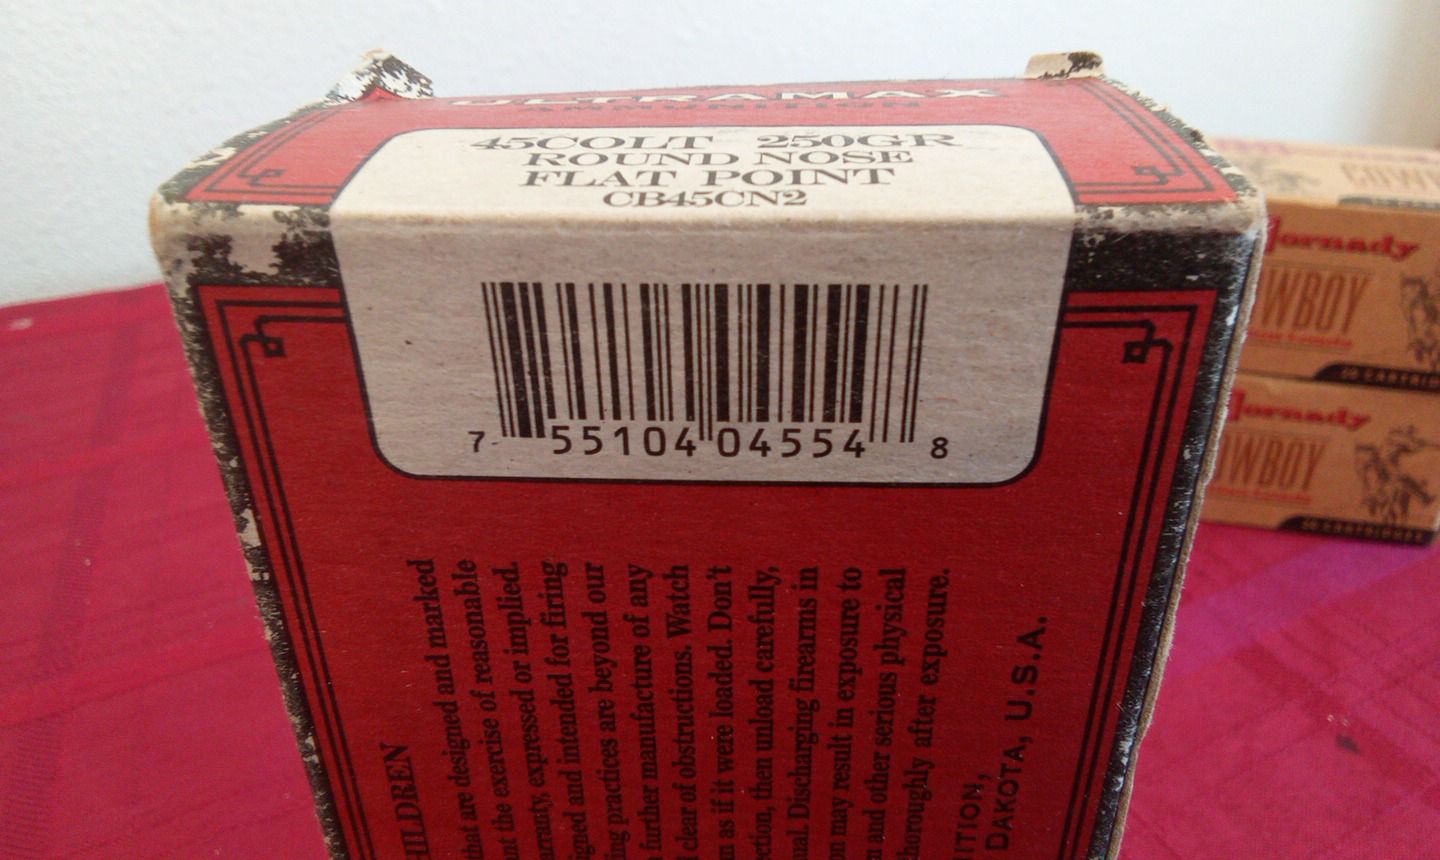 ULTRAMAX
AMMUNITION
45COLT 250GR
ROUND NOSE
FLAT POINT
CB45CN2
7 55104 04554 8
HILDREN
that are designed and marked
the exercise of reasonable
expressed or implied.
and intended for firing
practices are beyond our
further manufacture of any
clear of obstructions. Watch
as if it were loaded. Don't
then unload carefully,
Discharging firearms in
may result in exposure to
and other serious physical
thoroughly after exposure.
DAKOTA, U.S.A.
Hornady
COWBOY
Hornady
COWBOY